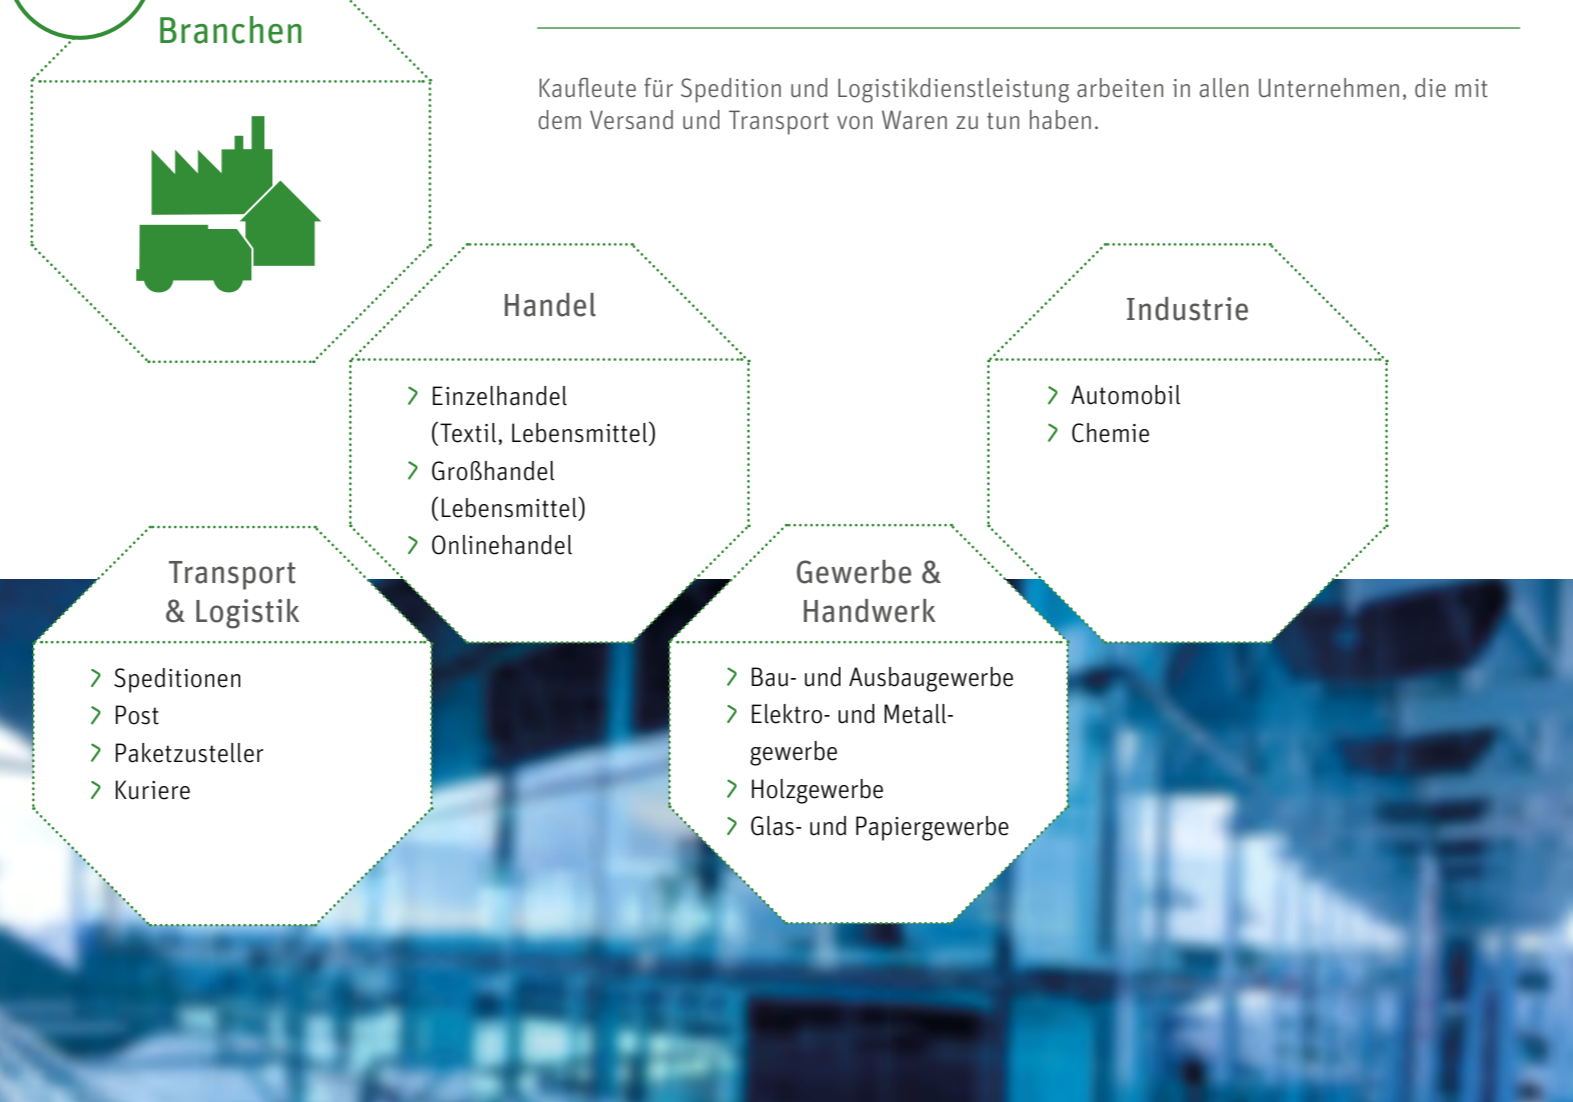 Branchen
Kaufleute für Spedition und Logistikdienstleistung arbeiten in allen Unternehmen, die mit
dem Versand und Transport von Waren zu tun haben.
Handel
> Einzelhandel
(Textil, Lebensmittel)
> Großhandel
(Lebensmittel)
> Onlinehandel
Industrie
> Automobil
> Chemie
Transport
& Logistik
> Speditionen
> Post
> Paketzusteller
> Kuriere
Gewerbe &
Handwerk
> Bau- und Ausbaugewerbe
> Elektro- und Metall-
gewerbe
> Holzgewerbe
> Glas- und Papiergewerbe